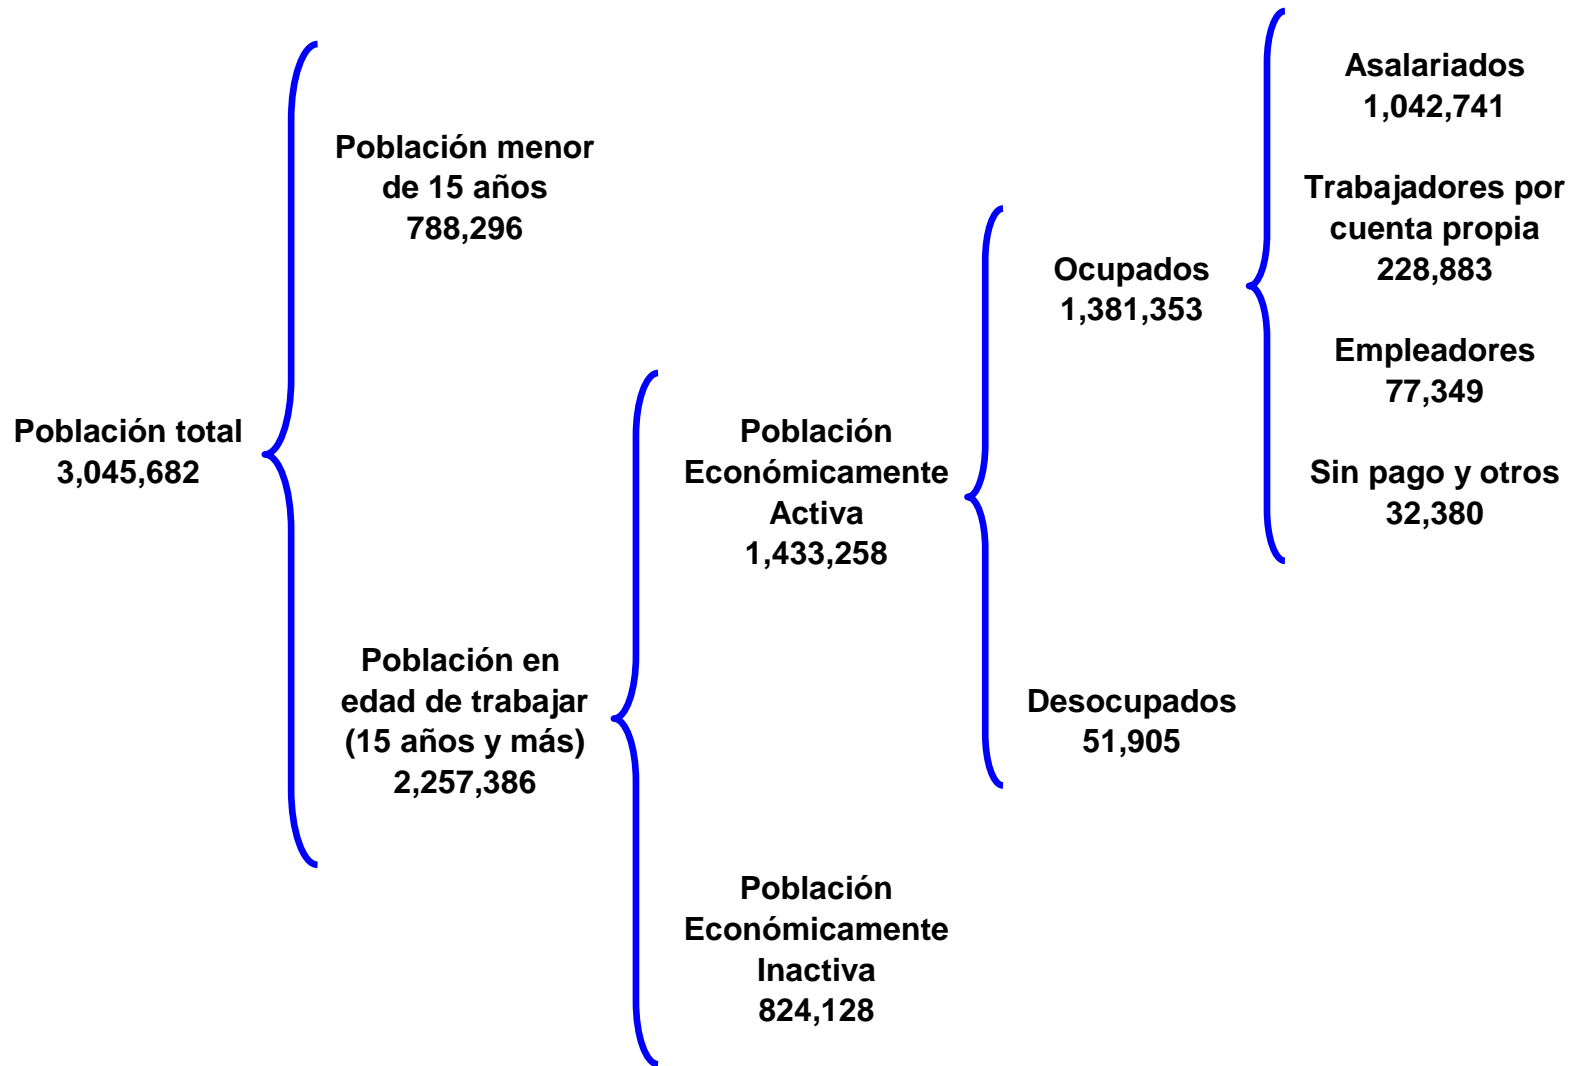 Población total
3,045,682
Población menor
de 15 años
788,296
Población en
edad de trabajar
(15 años y más)
2,257,386
Población
Económicamente
Activa
1,433,258
Población
Económicamente
Inactiva
824,128
Ocupados
1,381,353
Desocupados
51,905
Asalariados
1,042,741
Trabajadores por
cuenta propia
228,883
Empleadores
77,349
Sin pago y otros
32,380